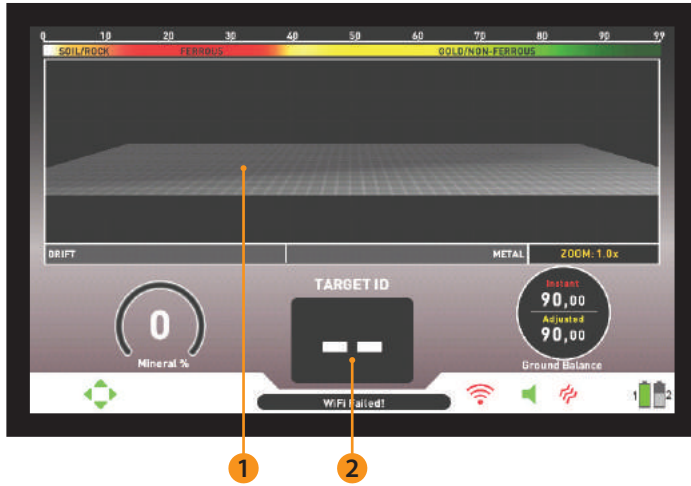 0 10 20 30 40 50 60 70 80 90 99
SOIL/ROCK FERROUS GOLD/NON-FERROUS
DRIFT METAL ZOOM: 1.0x
TARGET ID
0
Mineral %
Instant
90,00
Adjusted
90,00
Ground Balance
WiFi Failed!
1 2
1 2